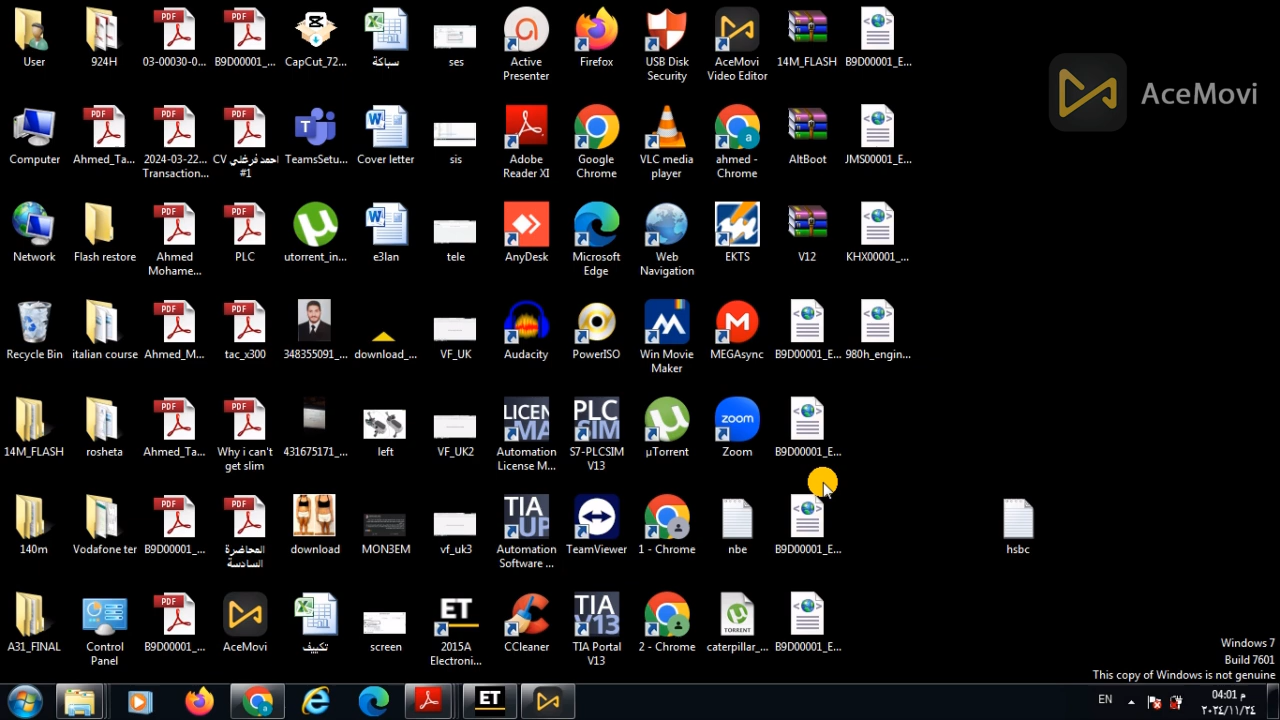 User
924H
03-00030-0...
B9D00001_...
CapCut_72...
سباكة
ses
Active
Presenter
Firefox
USB Disk
Security
AceMovi
Video Editor
14M_FLASH
B9D00001_E...
AceMovi
Computer
Ahmed_Ta...
2024-03-22...
Transaction...
CV احمد فرغلي
#1
TeamsSetu...
Cover letter
sis
Adobe
Reader XI
Google
Chrome
VLC media
player
ahmed -
Chrome
AltBoot
JMS00001_E...
Network
Flash restore
Ahmed
Mohame...
PLC
utorrent_in...
e3lan
tele
AnyDesk
Microsoft
Edge
Web
Navigation
EKTS
V12
KHX00001_...
Recycle Bin
italian course
Ahmed_M...
tac_x300
348355091_...
download_...
VF_UK
Audacity
PowerISO
Win Movie
Maker
MEGAsync
B9D00001_E...
980h_engin...
14M_FLASH
rosheta
Ahmed_Ta...
Why i can't
get slim
431675171_...
left
VF_UK2
Automation
License M...
S7-PLCSIM
V13
µTorrent
Zoom
B9D00001_E...
140m
Vodafone ter
B9D00001_...
المحاضرة
السادسة
download
MON3EM
vf_uk3
Automation
Software ...
TeamViewer
1 - Chrome
nbe
B9D00001_E...
hsbc
A31_FINAL
Control
Panel
B9D00001_...
AceMovi
تكييف
screen
2015A
Electroni...
CCleaner
TIA Portal
V13
2 - Chrome
caterpillar_...
B9D00001_E...
Windows 7
Build 7601
This copy of Windows is not genuine
ET
EN
04:01 م
٢٠٢٤/١١/٢٤